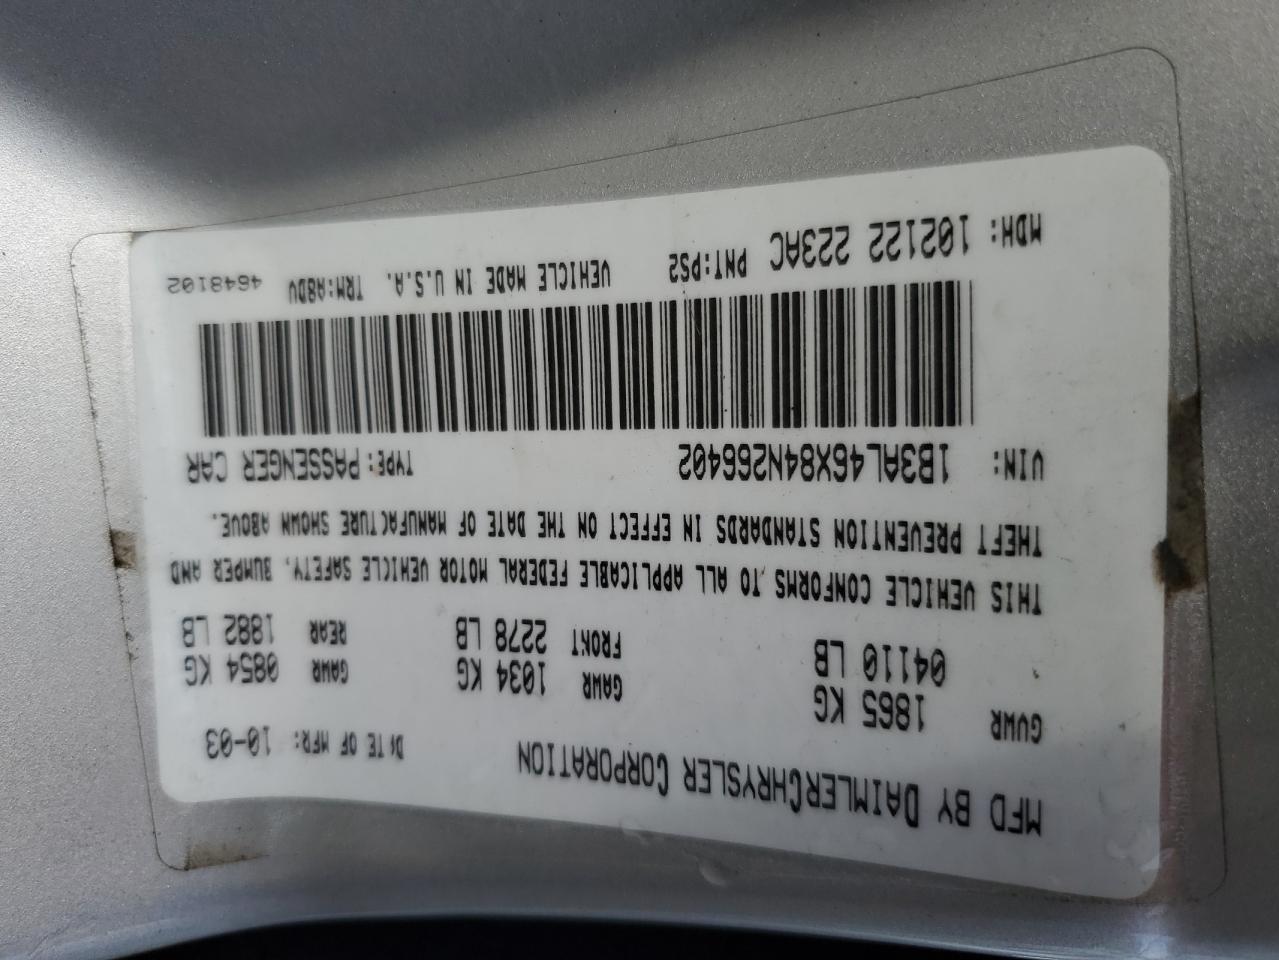 MFD BY DAIMLERCHRYSLER CORPORATION DATE OF MFR: 10-03
GVWR 1865 KG GAWR 1034 KG GAWR 0854 KG
04110 LB FRONT 2278 LB REAR 1882 LB
THIS VEHICLE CONFORMS TO ALL APPLICABLE FEDERAL MOTOR VEHICLE SAFETY, BUMPER AND
THEFT PREVENTION STANDARDS IN EFFECT ON THE DATE OF MANUFACTURE SHOWN ABOVE.
VIN: 1B3AL46X84N266402 TYPE: PASSENGER CAR
MDH: 102122 223AC PNT:PS2 VEHICLE MADE IN U.S.A. TRM:A8DV 4648102